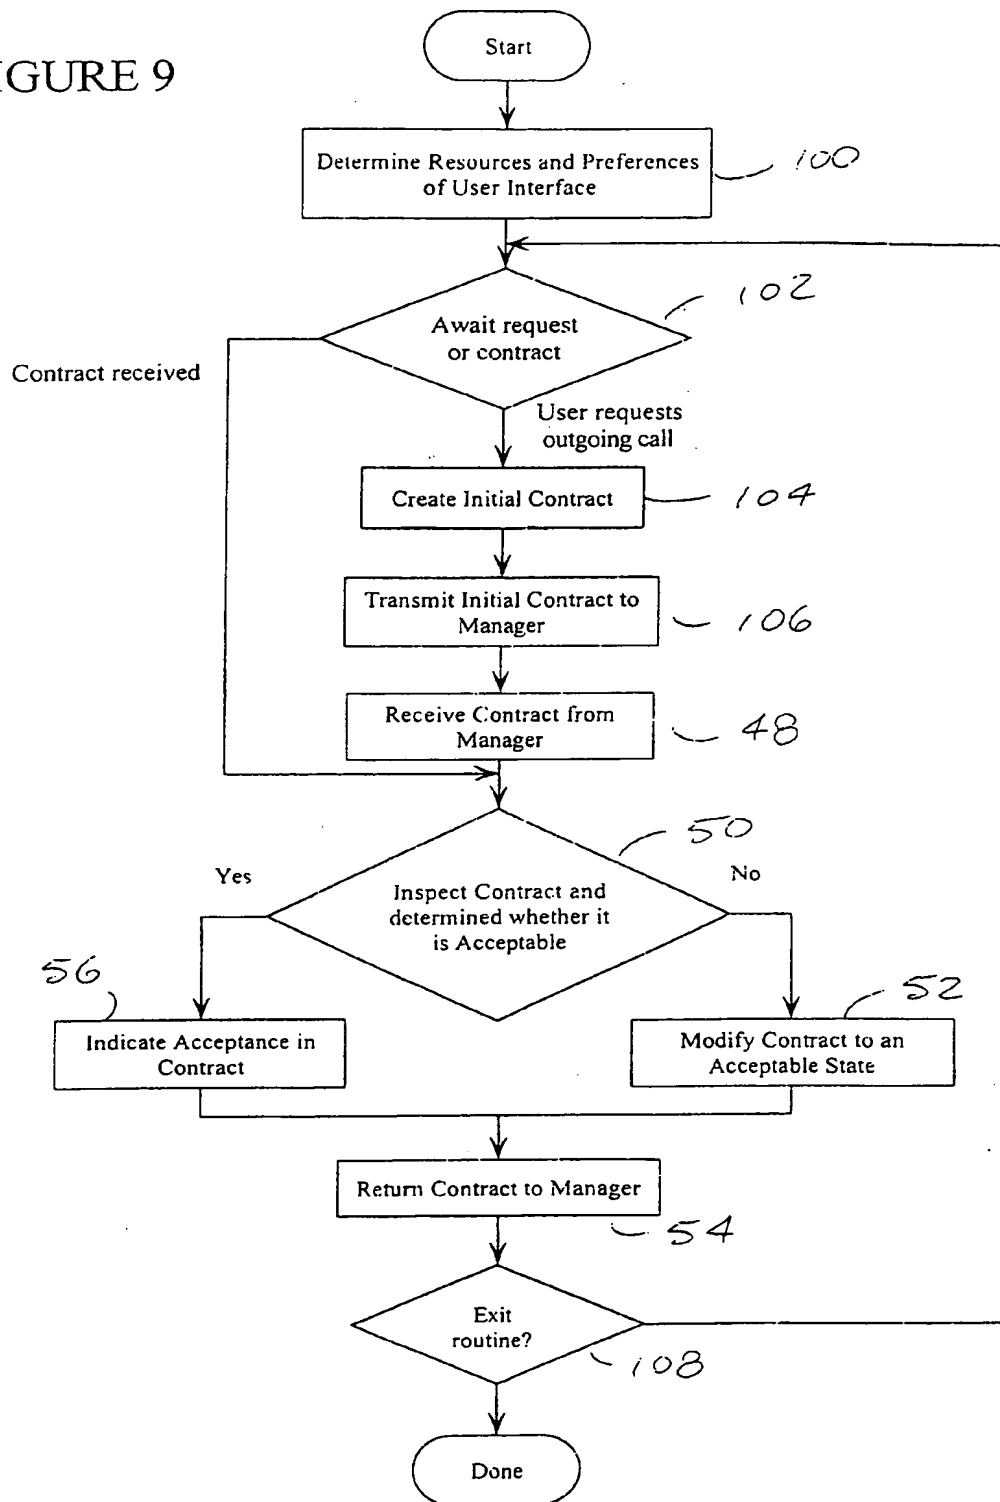 Start
IGURE 9
Determine Resources and Preferences
of User Interface
100
102
Await request
or contract
Contract received
User requests
outgoing call
Create Initial Contract
104
Transmit Initial Contract to
Manager
106
Receive Contract from
Manager
48
50
Yes
No
Inspect Contract and
determined whether it
is Acceptable
56
52
Indicate Acceptance in
Contract
Modify Contract to an
Acceptable State
Return Contract to Manager
54
Exit
routine?
108
Done